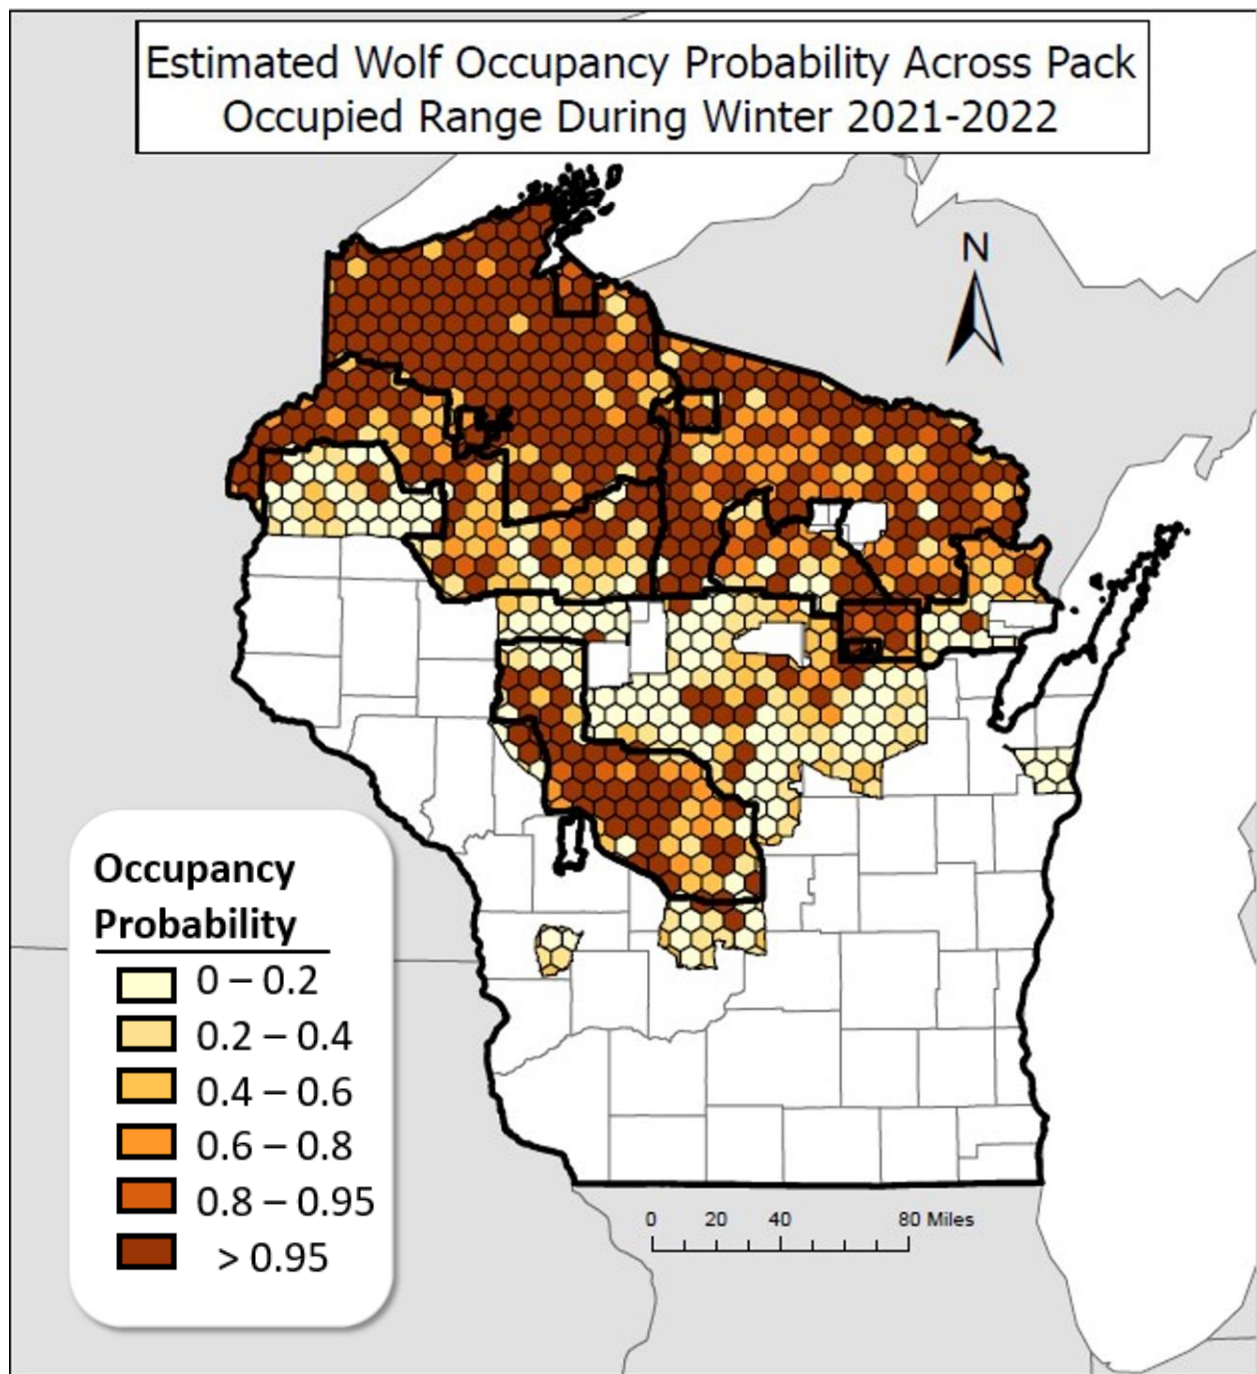 Estimated Wolf Occupancy Probability Across Pack
Occupied Range During Winter 2021-2022
N
Occupancy
Probability
0 – 0.2
0.2 – 0.4
0.4 – 0.6
0.6 – 0.8
0.8 – 0.95
> 0.95
0 20 40 80 Miles